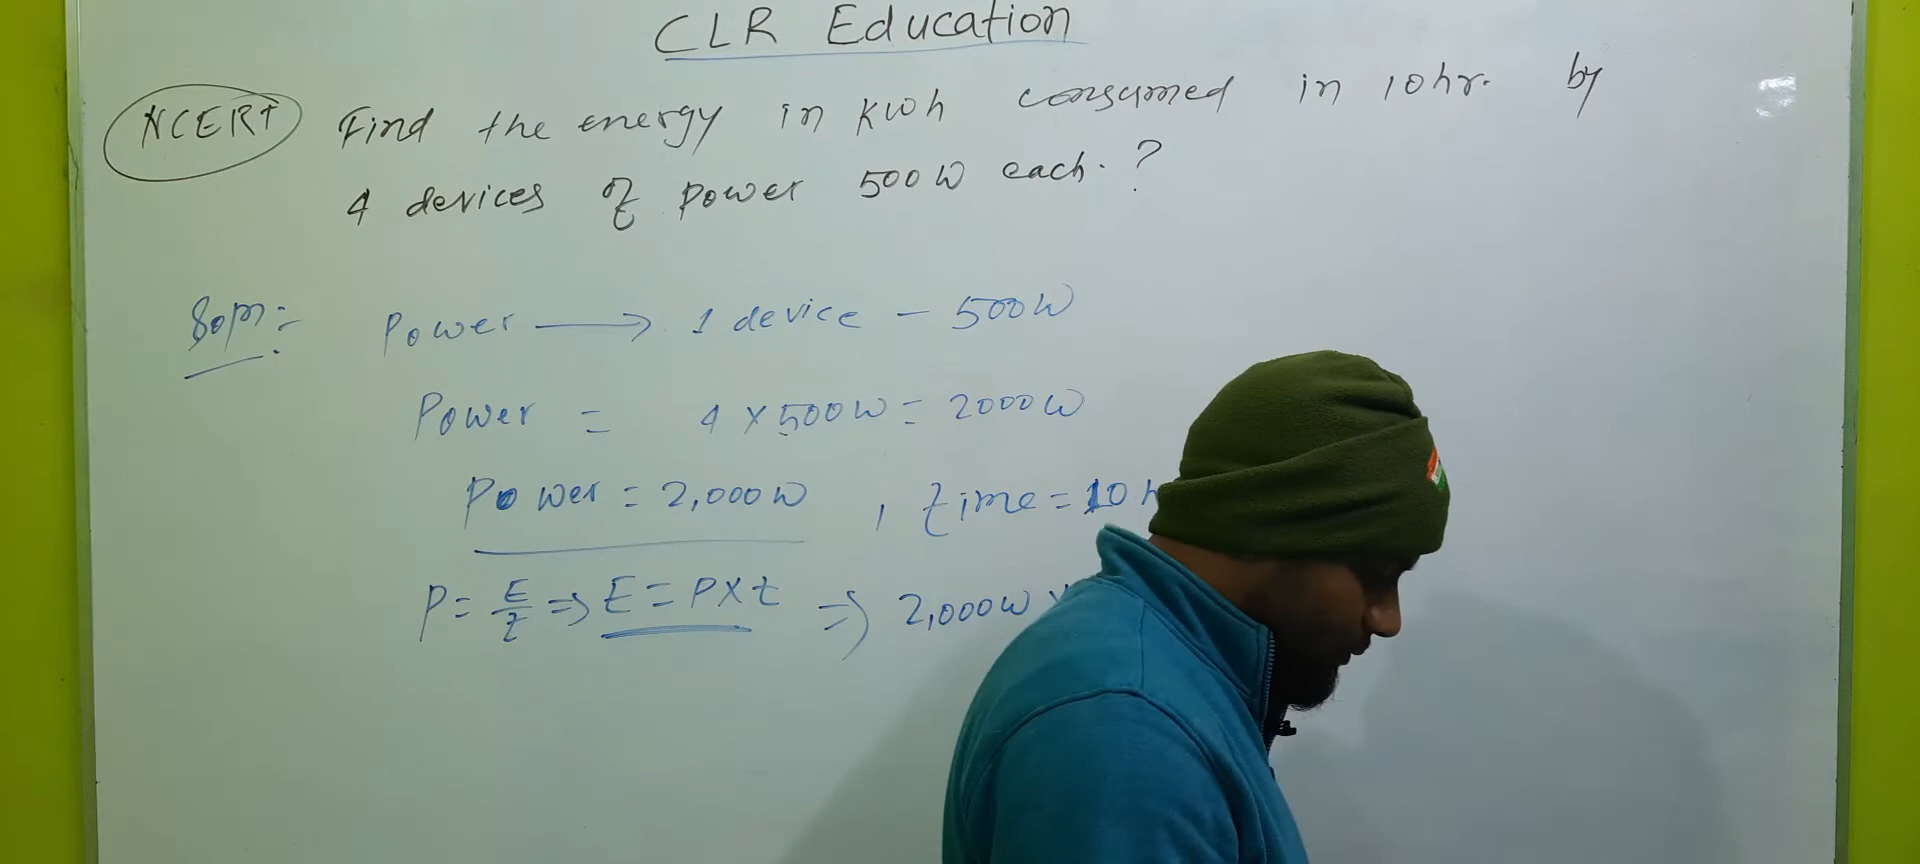 CLR Education
NCERT Find the energy in kwh consumed in 10hr. by
4 devices of power 500W each. ?
Soln:- Power → 1 device - 500W
Power = 4 x 500W = 2000W
Power = 2,000W , time = 10 h
P = E/t ⇒ E = P x t ⇒ 2,000W x